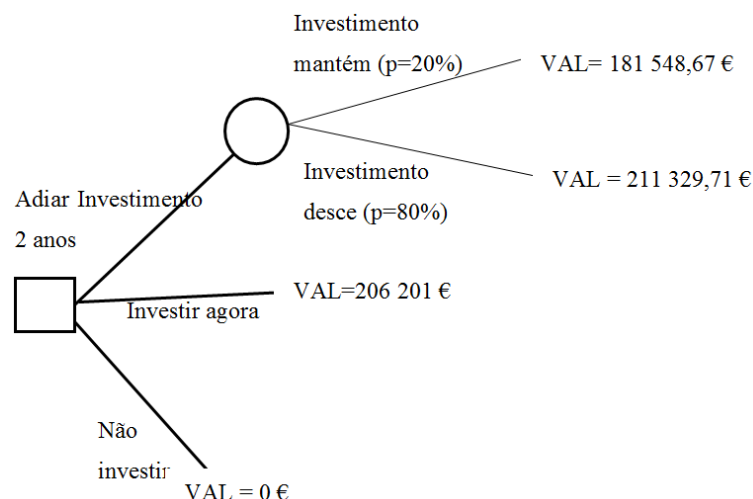 Investimento
mantém (p=20%)
VAL= 181 548,67 €
Investimento
desce (p=80%)
VAL = 211 329,71 €
Adiar Investimento
2 anos
VAL=206 201 €
Investir agora
Não
investir
VAL = 0 €